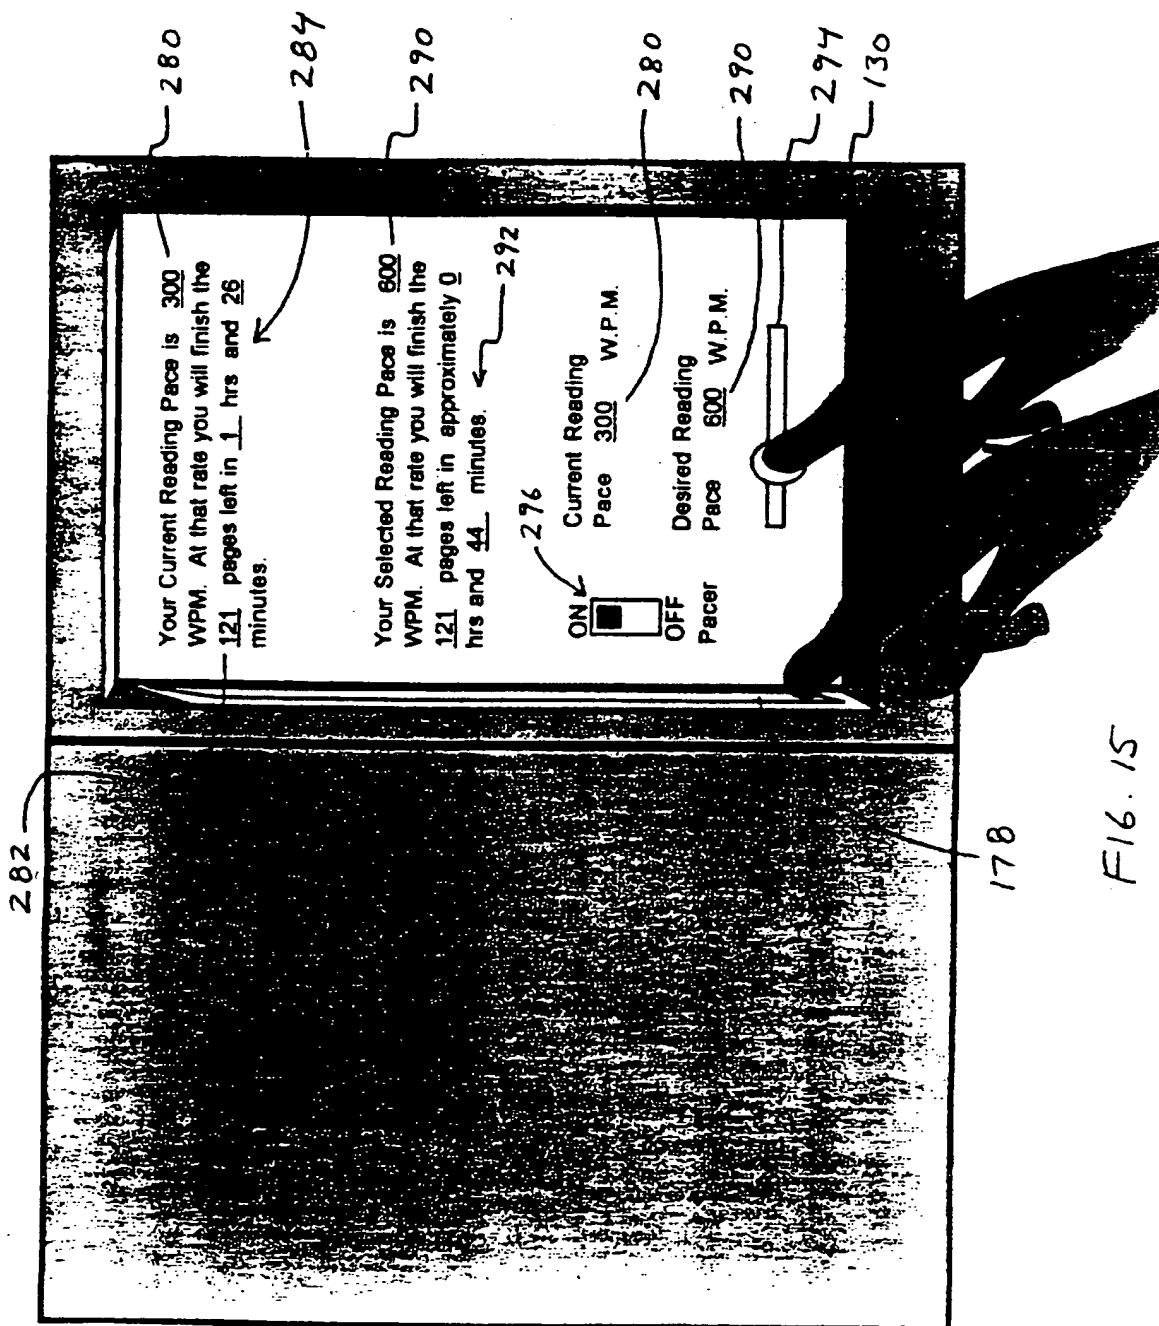 282
Your Current Reading Pace is 300
WPM. At that rate you will finish the
121 pages left in 1 hrs and 26
minutes.
280
284
Your Selected Reading Pace is 600
WPM. At that rate you will finish the
121 pages left in approximately 0
hrs and 44 minutes.
290
292
296
ON
OFF
Pacer
Current Reading
Pace 300 W.P.M.
280
Desired Reading
Pace 600 W.P.M.
290
294
130
178
FIG. 15